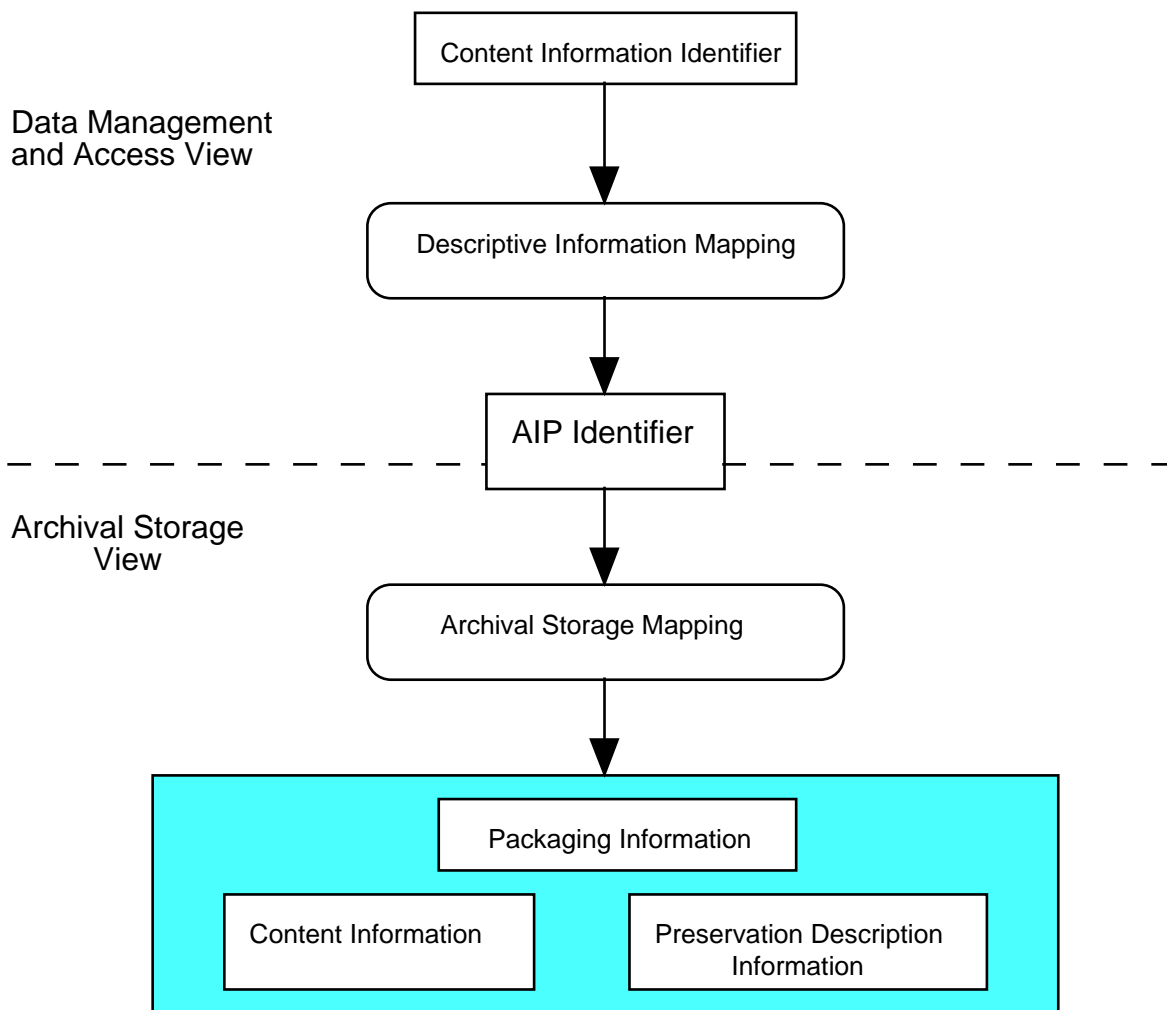 Content Information Identifier
Data Management
and Access View
Descriptive Information Mapping
AIP Identifier
Archival Storage
View
Archival Storage Mapping
Packaging Information
Content Information
Preservation Description
Information